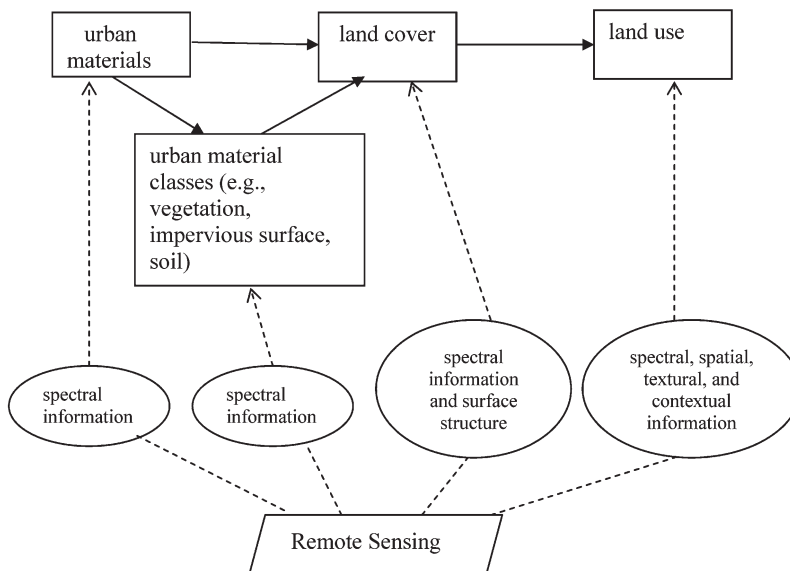 urban
materials
land cover
land use
urban material
classes (e.g.,
vegetation,
impervious surface,
soil)
spectral
information
spectral
information
spectral
information
and surface
structure
spectral, spatial,
textural, and
contextual
information
Remote Sensing